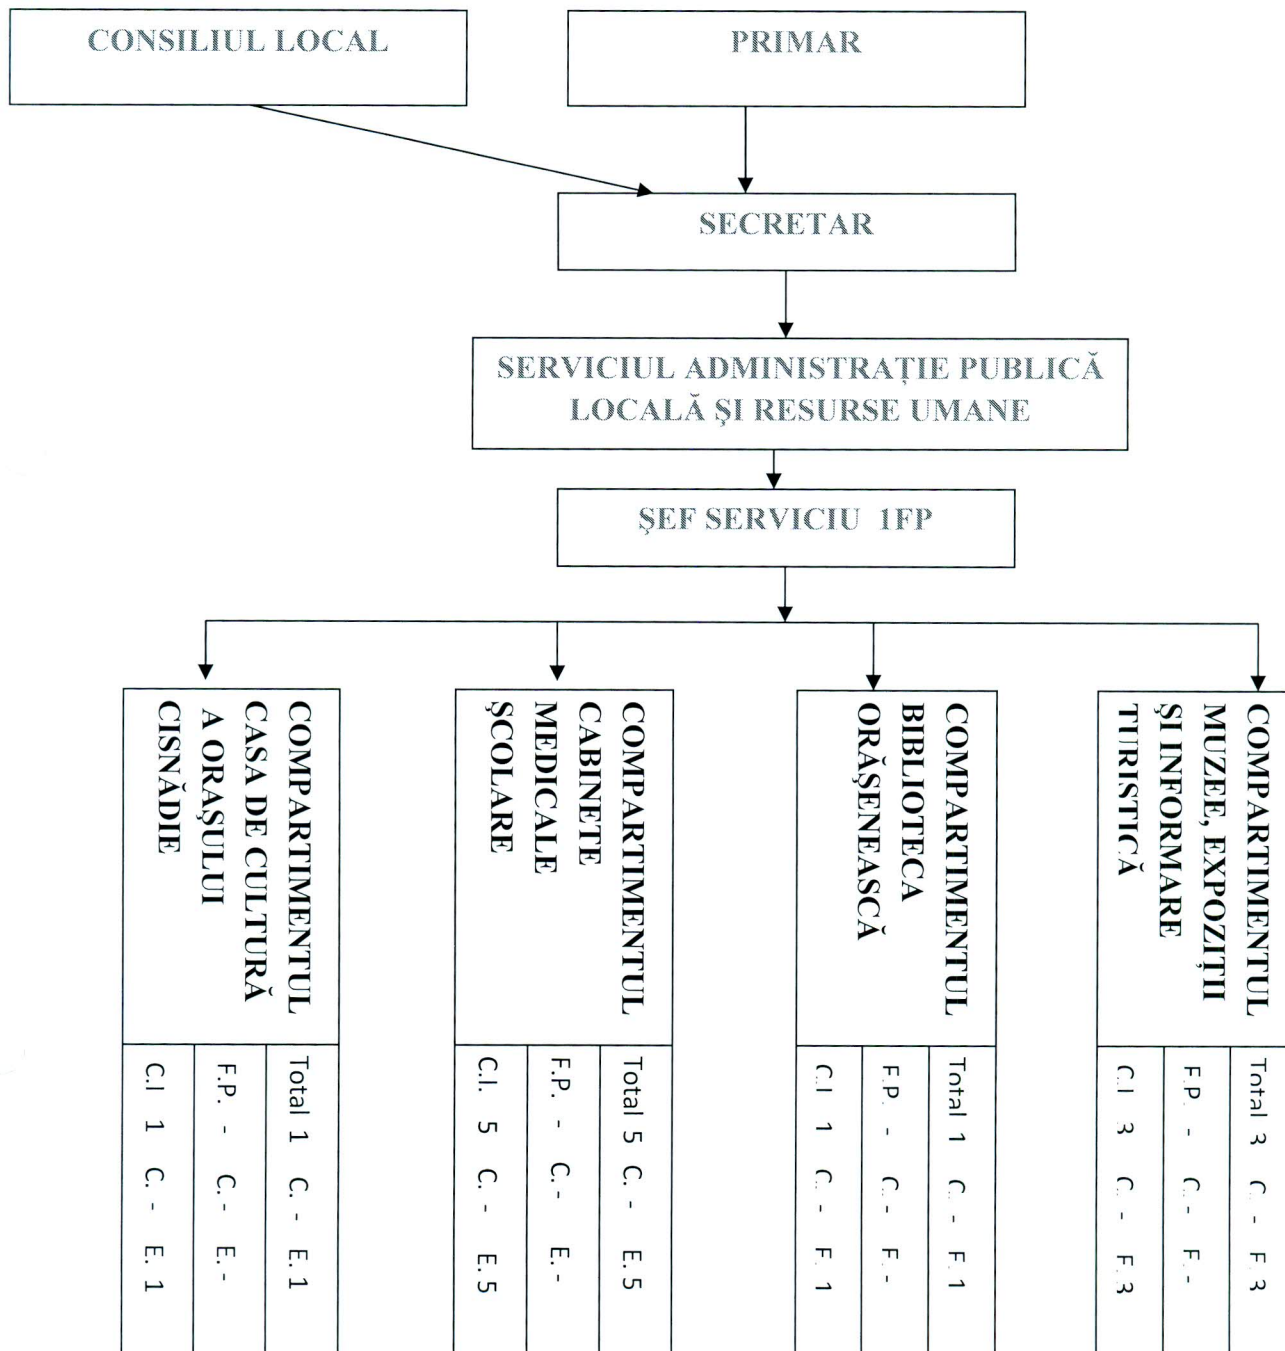 CONSILIUL LOCAL
PRIMAR
SECRETAR
SERVICIUL ADMINISTRAȚIE PUBLICĂ
LOCALĂ ŞI RESURSE UMANE
ŞEF SERVICIU 1FP
COMPARTIMENTUL
CASA DE CULTURĂ
A ORAŞULUI
CISNĂDIE
Total 1 C. - E. 1
F.P. - C. - E. -
C.I 1 C. - E. 1
COMPARTIMENTUL
CABINETE
MEDICALE
ŞCOLARE
Total 5 C. - E. 5
F.P. - C. - E. -
C.I. 5 C. - E. 5
COMPARTIMENTUL
BIBLIOTECA
ORĂŞENEASCĂ
Total 1 C. - E. 1
F.P. - C. - E. -
C.I 1 C. - E. 1
COMPARTIMENTUL
MUZEE, EXPOZIȚII
ŞI INFORMARE
TURISTICĂ
Total 3 C. - E. 3
F.P. - C. - E. -
C.I 3 C. - E. 3